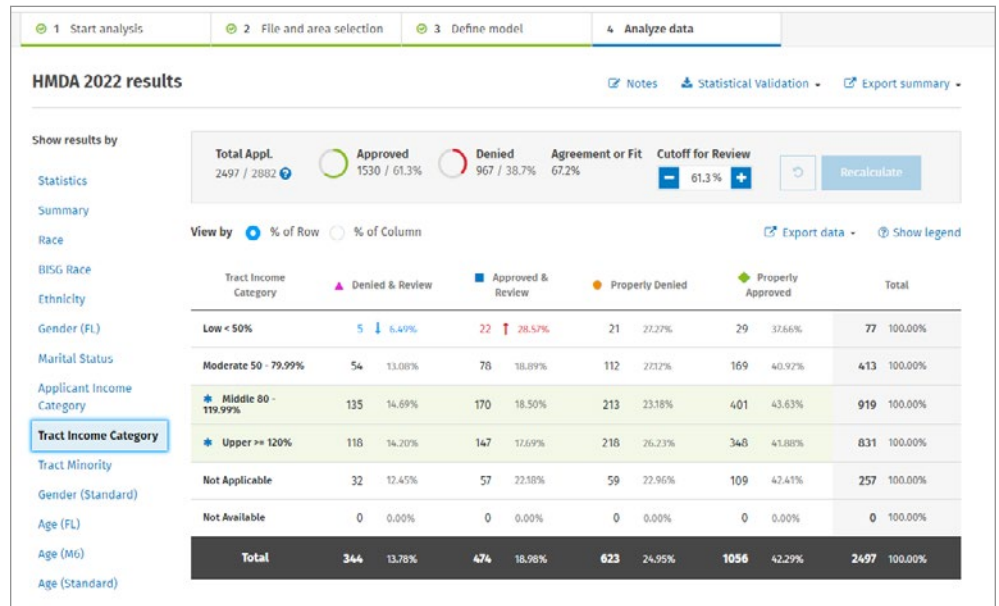 1 Start analysis
2 File and area selection
3 Define model
4 Analyze data
HMDA 2022 results
Notes
Statistical Validation
Export summary
Show results by
Statistics
Summary
Race
BISG Race
Ethnicity
Gender (FL)
Marital Status
Applicant Income
Category
Tract Income Category
Tract Minority
Gender (Standard)
Age (FL)
Age (M6)
Age (Standard)
Total Appl.
2497 / 2882 ?
Approved
1530 / 61.3%
Denied
967 / 38.7%
Agreement or Fit
67.2%
Cutoff for Review
− 61.3% +
Recalculate
View by % of Row % of Column
Export data
? Show legend
Tract Income
Category
Denied & Review
Approved &
Review
Properly Denied
Properly
Approved
Total
Low < 50% 5 6.49% 22 28.57% 21 27.27% 29 37.66% 77 100.00%
Moderate 50 - 79.99% 54 13.08% 78 18.89% 112 27.12% 169 40.92% 413 100.00%
Middle 80 -
119.99%
135 14.69% 170 18.50% 213 23.18% 401 43.63% 919 100.00%
Upper >= 120% 118 14.20% 147 17.69% 218 26.23% 348 41.88% 831 100.00%
Not Applicable 32 12.45% 57 22.18% 59 22.96% 109 42.41% 257 100.00%
Not Available 0 0.00% 0 0.00% 0 0.00% 0 0.00% 0 100.00%
Total 344 13.78% 474 18.98% 623 24.95% 1056 42.29% 2497 100.00%